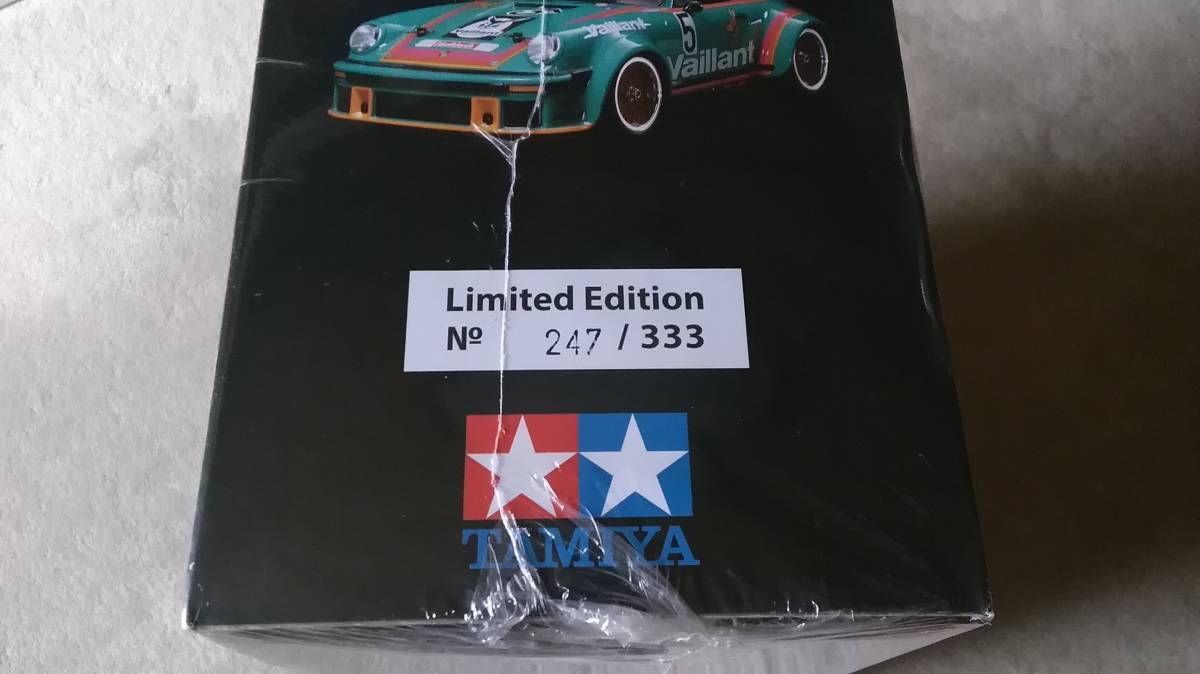 Vaillant
5
Vaillant
Limited Edition
Nº 247 / 333
TAMIYA